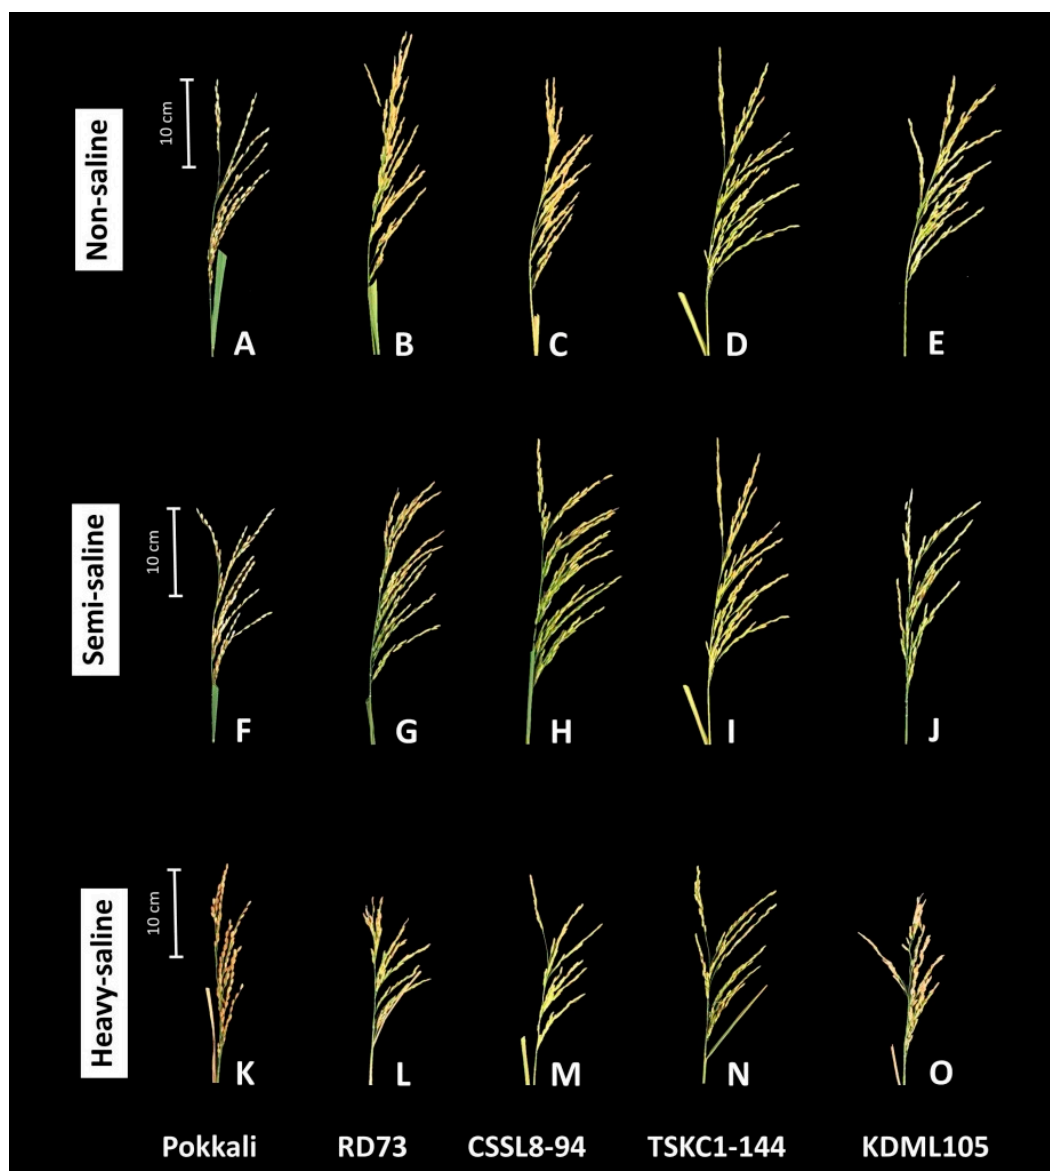 Non-saline
10 cm
A
B
C
D
E
Semi-saline
10 cm
F
G
H
I
J
Heavy-saline
10 cm
K
L
M
N
O
Pokkali
RD73
CSSL8-94
TSKC1-144
KDML105